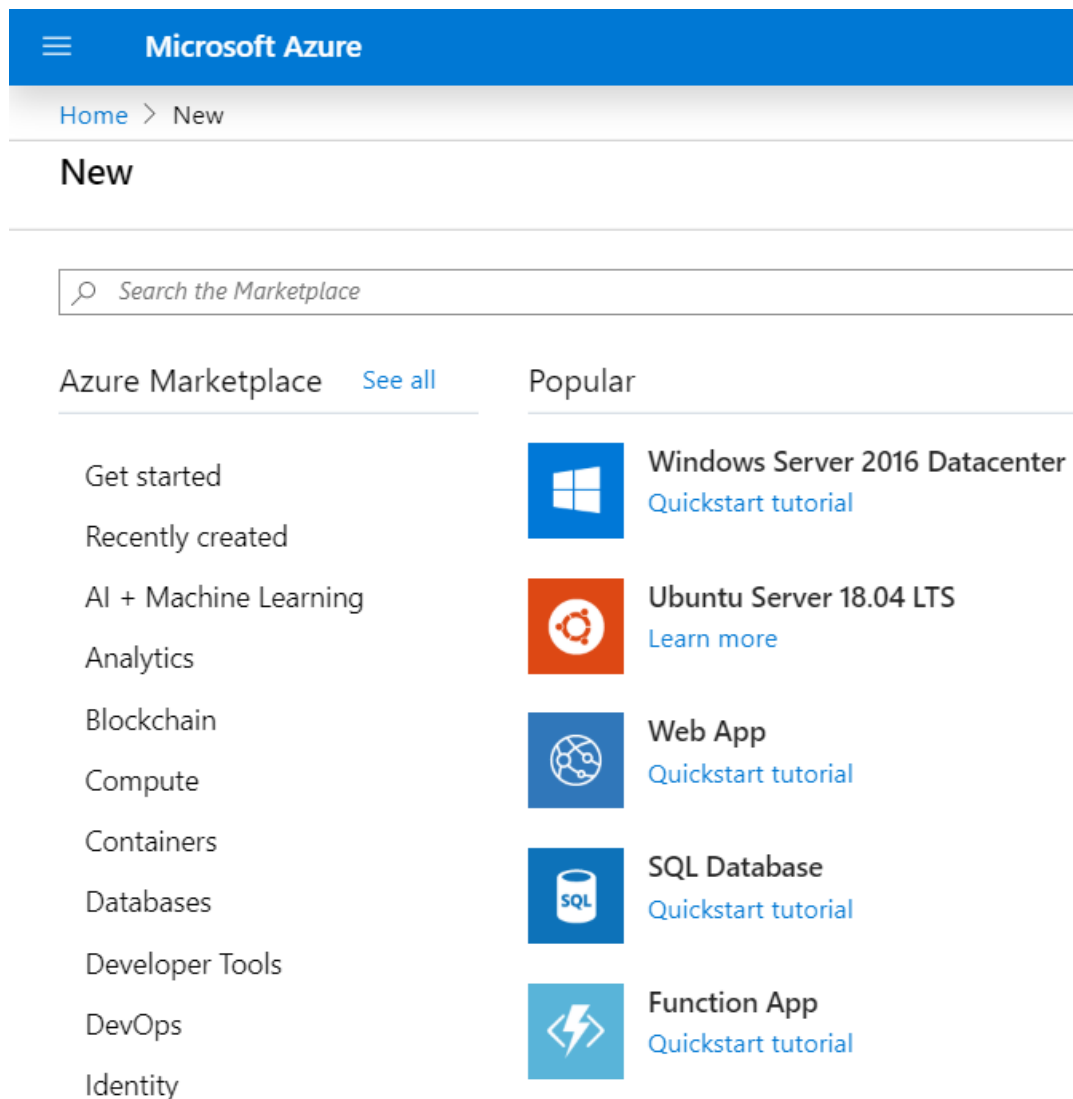 Microsoft Azure
Home > New
New
Search the Marketplace
Azure Marketplace See all
Get started
Recently created
AI + Machine Learning
Analytics
Blockchain
Compute
Containers
Databases
Developer Tools
DevOps
Identity
Popular
Windows Server 2016 Datacenter
Quickstart tutorial
Ubuntu Server 18.04 LTS
Learn more
Web App
Quickstart tutorial
SQL
SQL Database
Quickstart tutorial
Function App
Quickstart tutorial